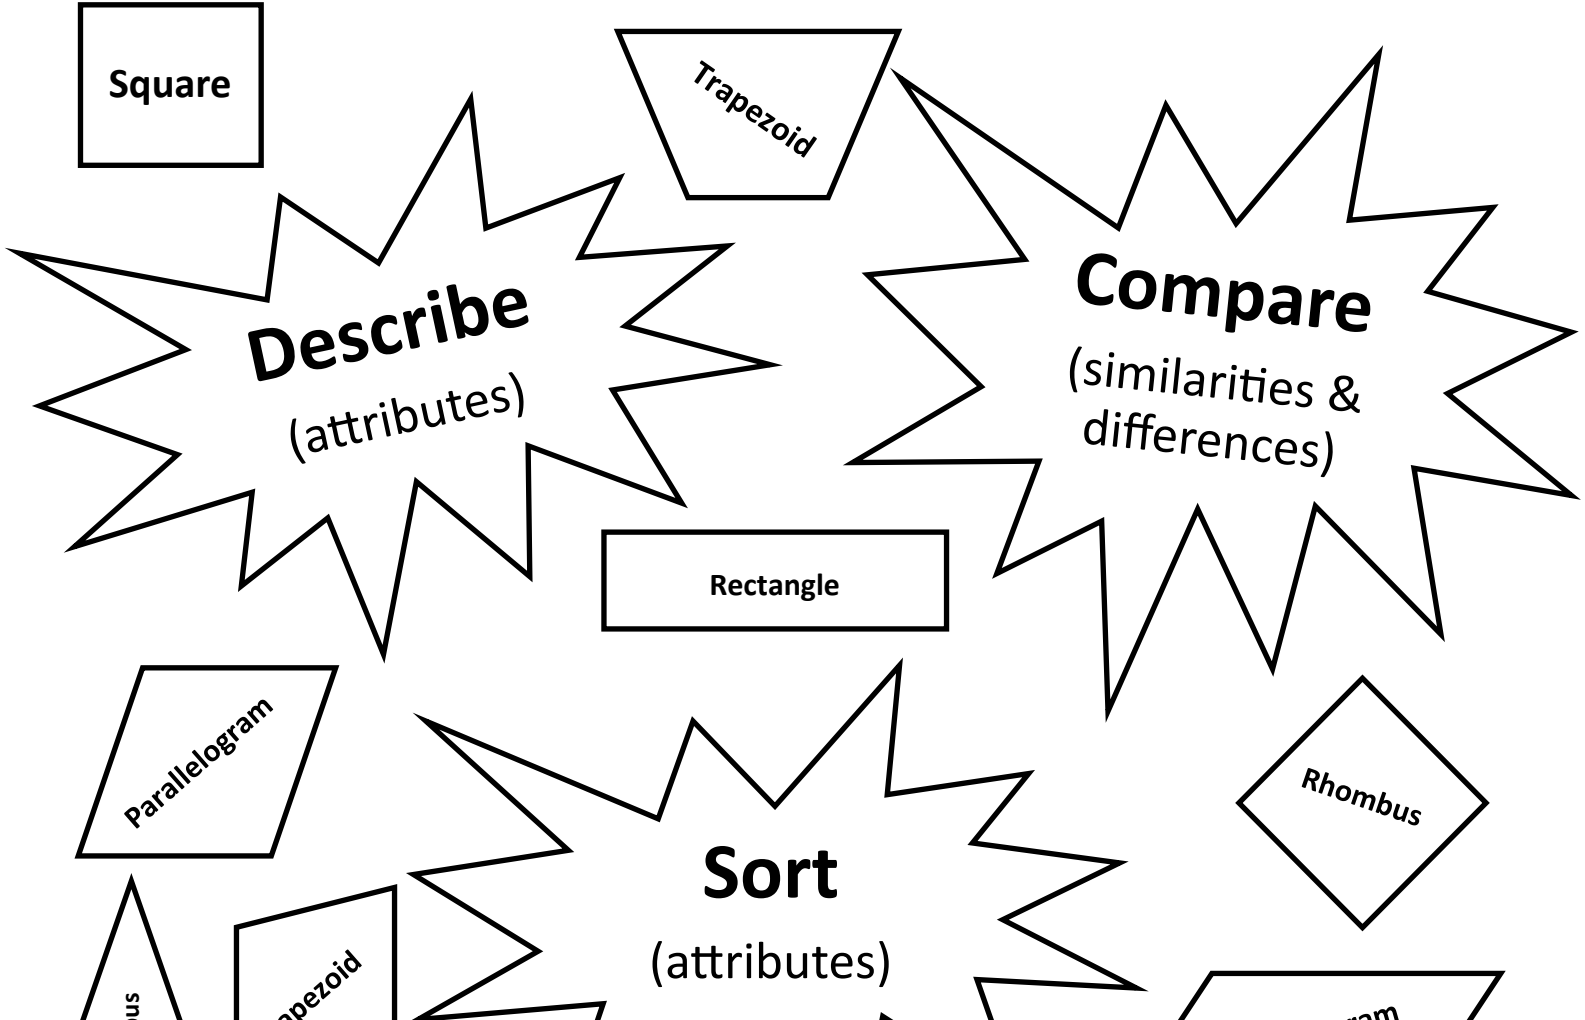 Square
Trapezoid
Describe
(attributes)
Compare
(similarities &
differences)
Rectangle
Parallelogram
Rhombus
Sort
(attributes)